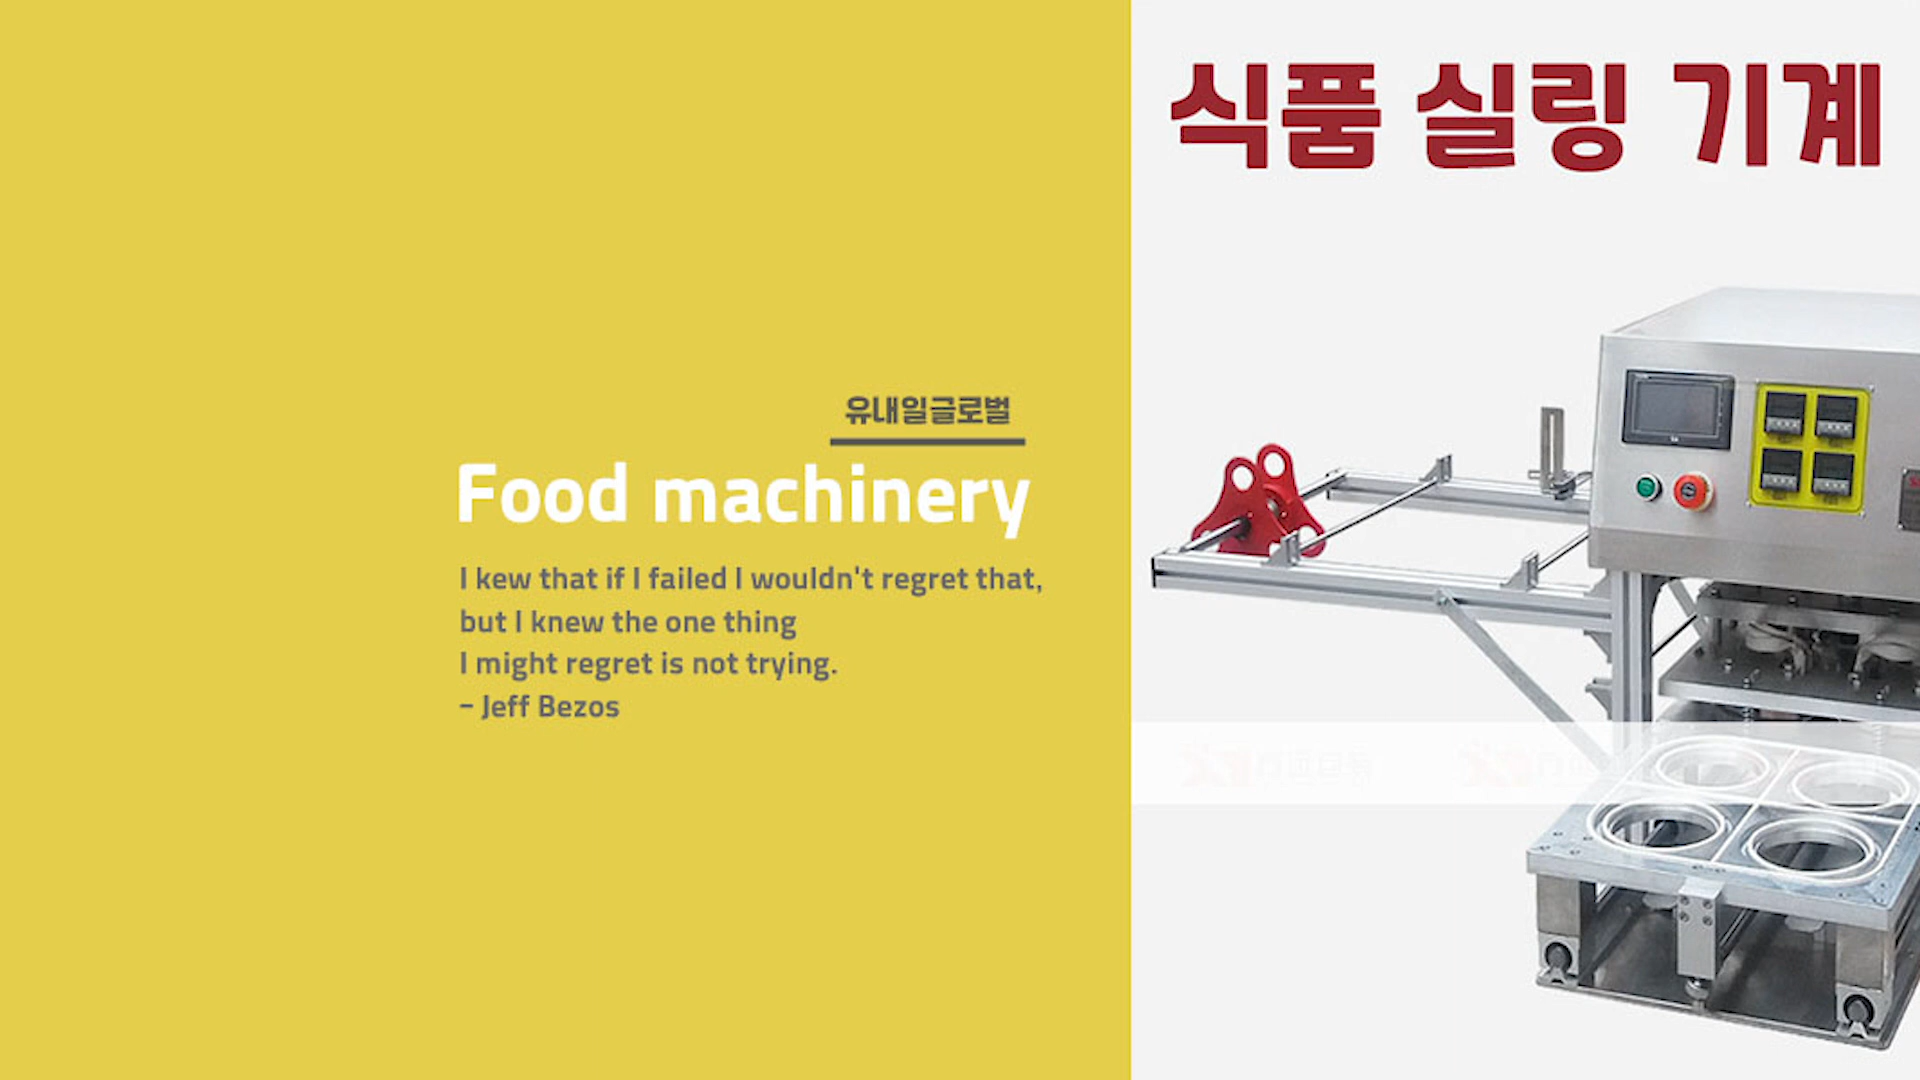 유내일글로벌
Food machinery
I kew that if I failed I wouldn't regret that,
but I knew the one thing
I might regret is not trying.
– Jeff Bezos
식품 실링 기계